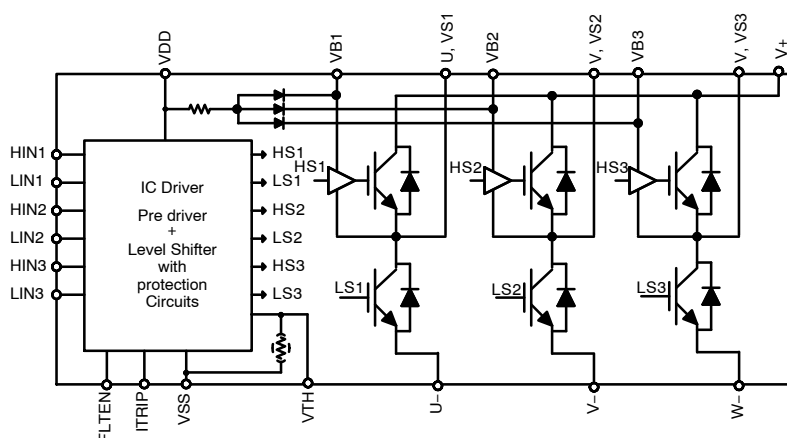 VDD
VB1
U, VS1
VB2
V, VS2
VB3
V, VS3
V+
HIN1
LIN1
HIN2
LIN2
HIN3
LIN3
IC Driver
Pre driver
+
Level Shifter
with
protection
Circuits
HS1
LS1
HS2
LS2
HS3
LS3
HS1
HS2
HS3
LS1
LS2
LS3
FLTEN
ITRIP
VSS
VTH
U−
V−
W−